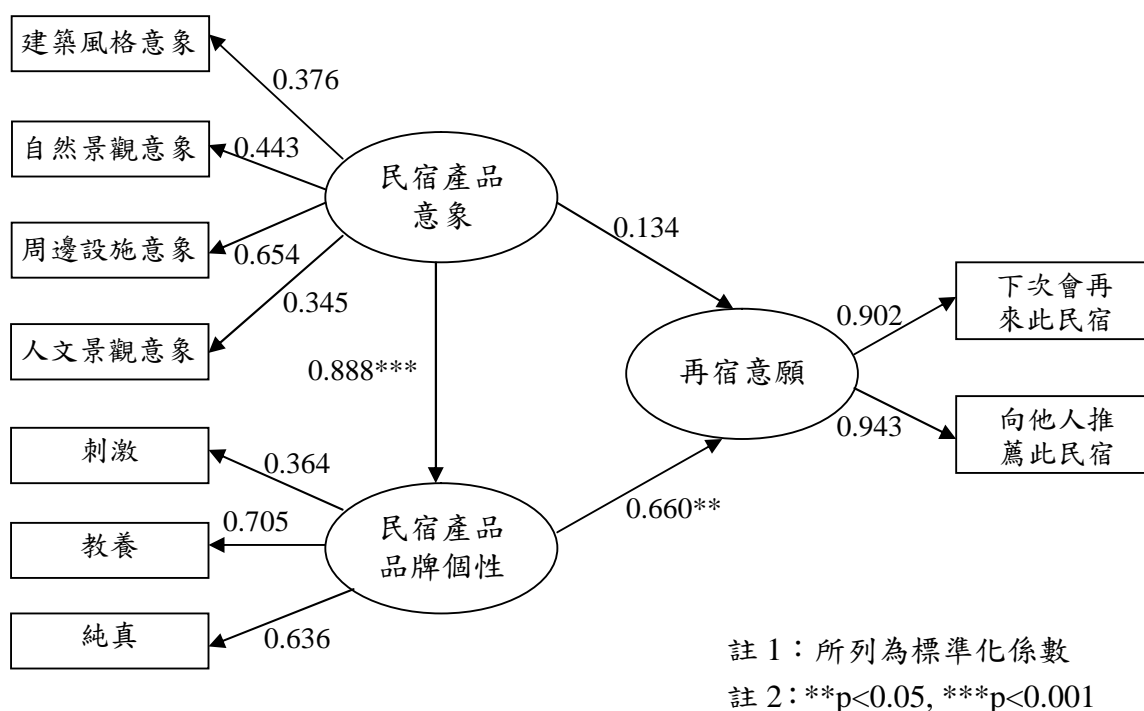 建築風格意象
0.376
自然景觀意象
0.443
民宿產品
意象
0.134
周邊設施意象
0.654
0.345
下次會再
來此民宿
0.902
人文景觀意象
0.888***
再宿意願
0.943
向他人推
薦此民宿
刺激
0.364
0.660**
教養
0.705
民宿產品
品牌個性
純真
0.636
註 1：所列為標準化係數
註 2：**p<0.05, ***p<0.001